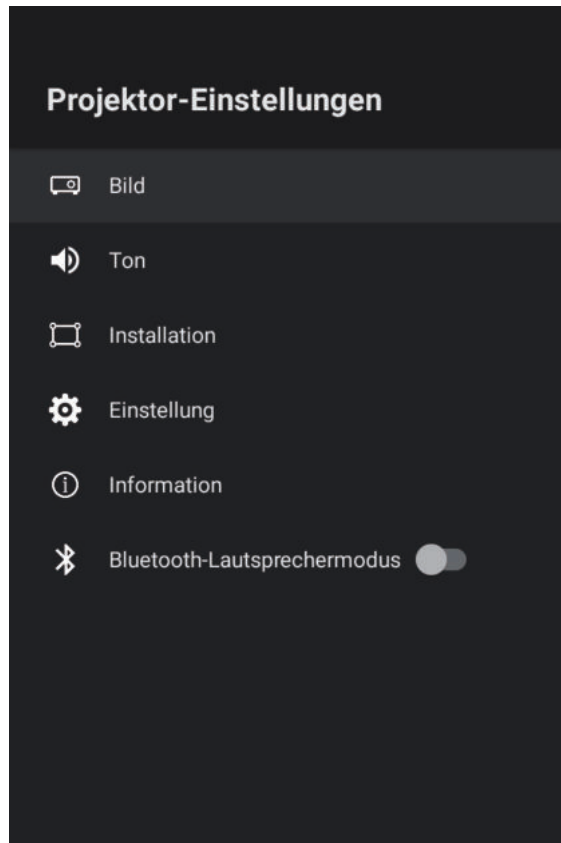 Projektor-Einstellungen
Bild
Ton
Installation
Einstellung
Information
Bluetooth-Lautsprechermodus